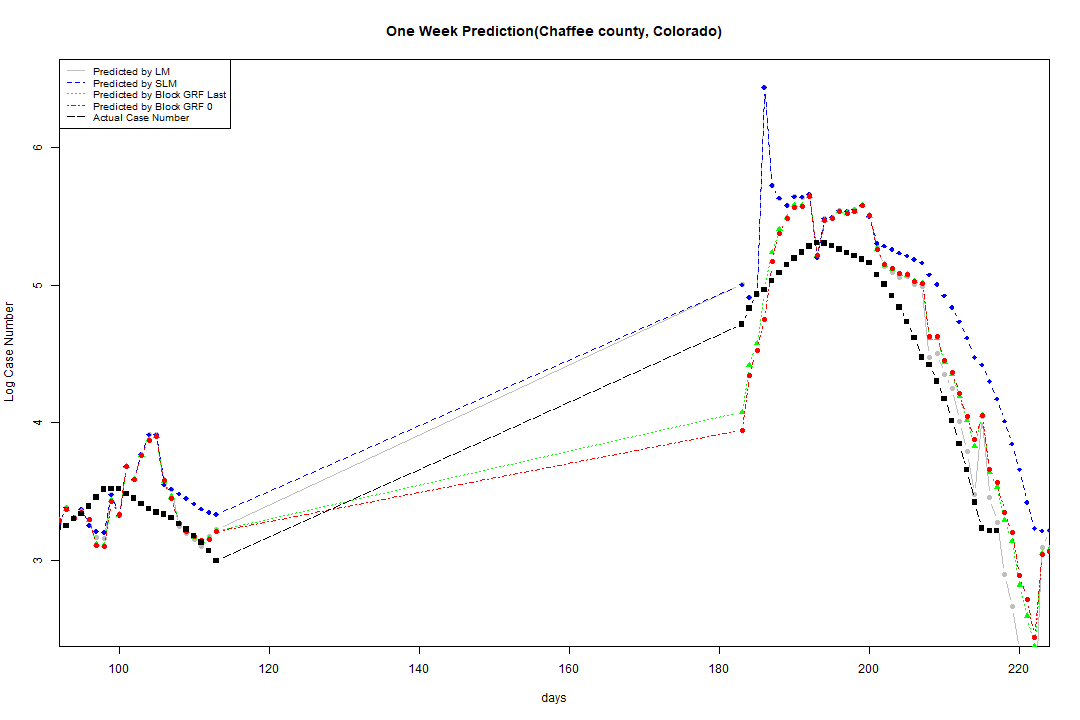 One Week Prediction(Chaffee county, Colorado)
Predicted by LM
Predicted by SLM
Predicted by Block GRF Last
Predicted by Block GRF 0
Actual Case Number
6
5
4
3
Log Case Number
100 120 140 160 180 200 220
days